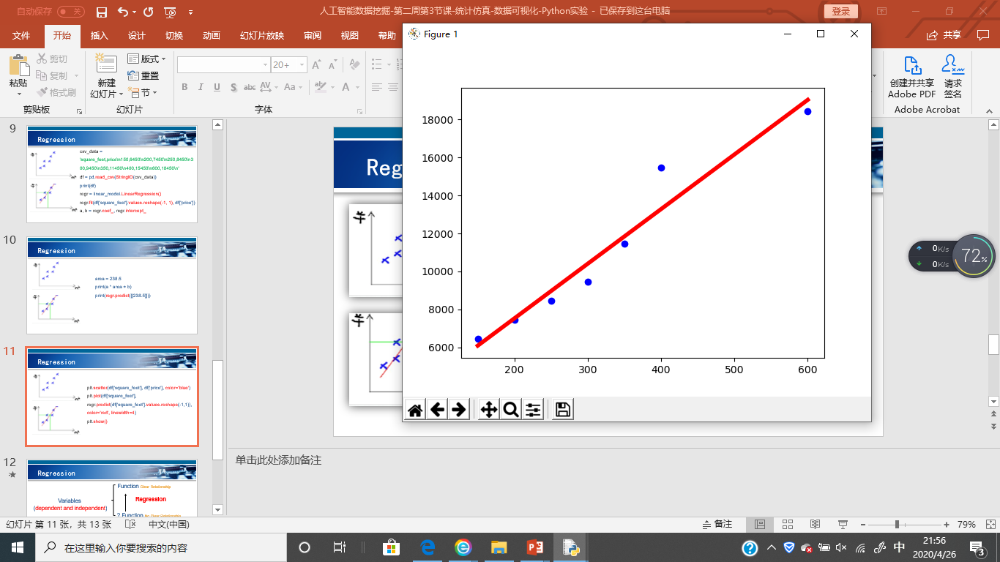 自动保存 关
人工智能数据挖掘-第二周第3节课-统计仿真-数据可视化-Python实验 - 已保存到这台电脑
登录
文件 开始 插入 设计 切换 动画 幻灯片放映 审阅 视图 帮助
共享
粘贴
剪切
复制
格式刷
剪贴板
新建
幻灯片
版式
重置
节
幻灯片
20+
B I U S abc AV Aa
字体
创建并共享
Adobe PDF
请求
签名
Adobe Acrobat
Figure 1
18000
16000
14000
12000
10000
8000
6000
200 300 400 500 600
9
Regression
csv_data =
'square_feet,price\n150,6450\n200,7450\n250,8450\n3
00,9450\n350,11450\n400,15450\n600,18450\n'
df = pd.read_csv(StringIO(csv_data))
print(df)
regr = linear_model.LinearRegression()
regr.fit(df['square_feet'].values.reshape(-1, 1), df['price'])
a, b = regr.coef_, regr.intercept_
10
Regression
area = 238.5
print(a * area + b)
print(regr.predict([[238.5]]))
11
Regression
plt.scatter(df['square_feet'], df['price'], color='blue')
plt.plot(df['square_feet'],
regr.predict(df['square_feet'].values.reshape(-1,1)),
color='red', linewidth=4)
plt.show()
12
Regression
Function Clear Relationship
Variables
(dependent and independent)
Regression
? Function No Clear Relationship
Reg
羊
羊
0K/s
0K/s
72%
单击此处添加备注
幻灯片 第 11 张，共 13 张
中文(中国)
备注
79%
在这里输入你要搜索的内容
中
21:56
2020/4/26
3